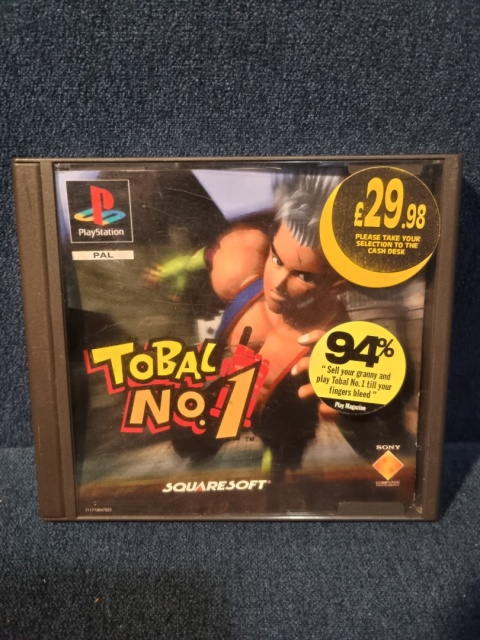 PlayStation
PAL
£29.98
PLEASE TAKE YOUR
SELECTION TO THE
CASH DESK
TOBAL
NO.1
TM
94%
"Sell your granny and
play Tobal No.1 till your
fingers bleed"
Play Magazine
SONY
SQUARESOFT